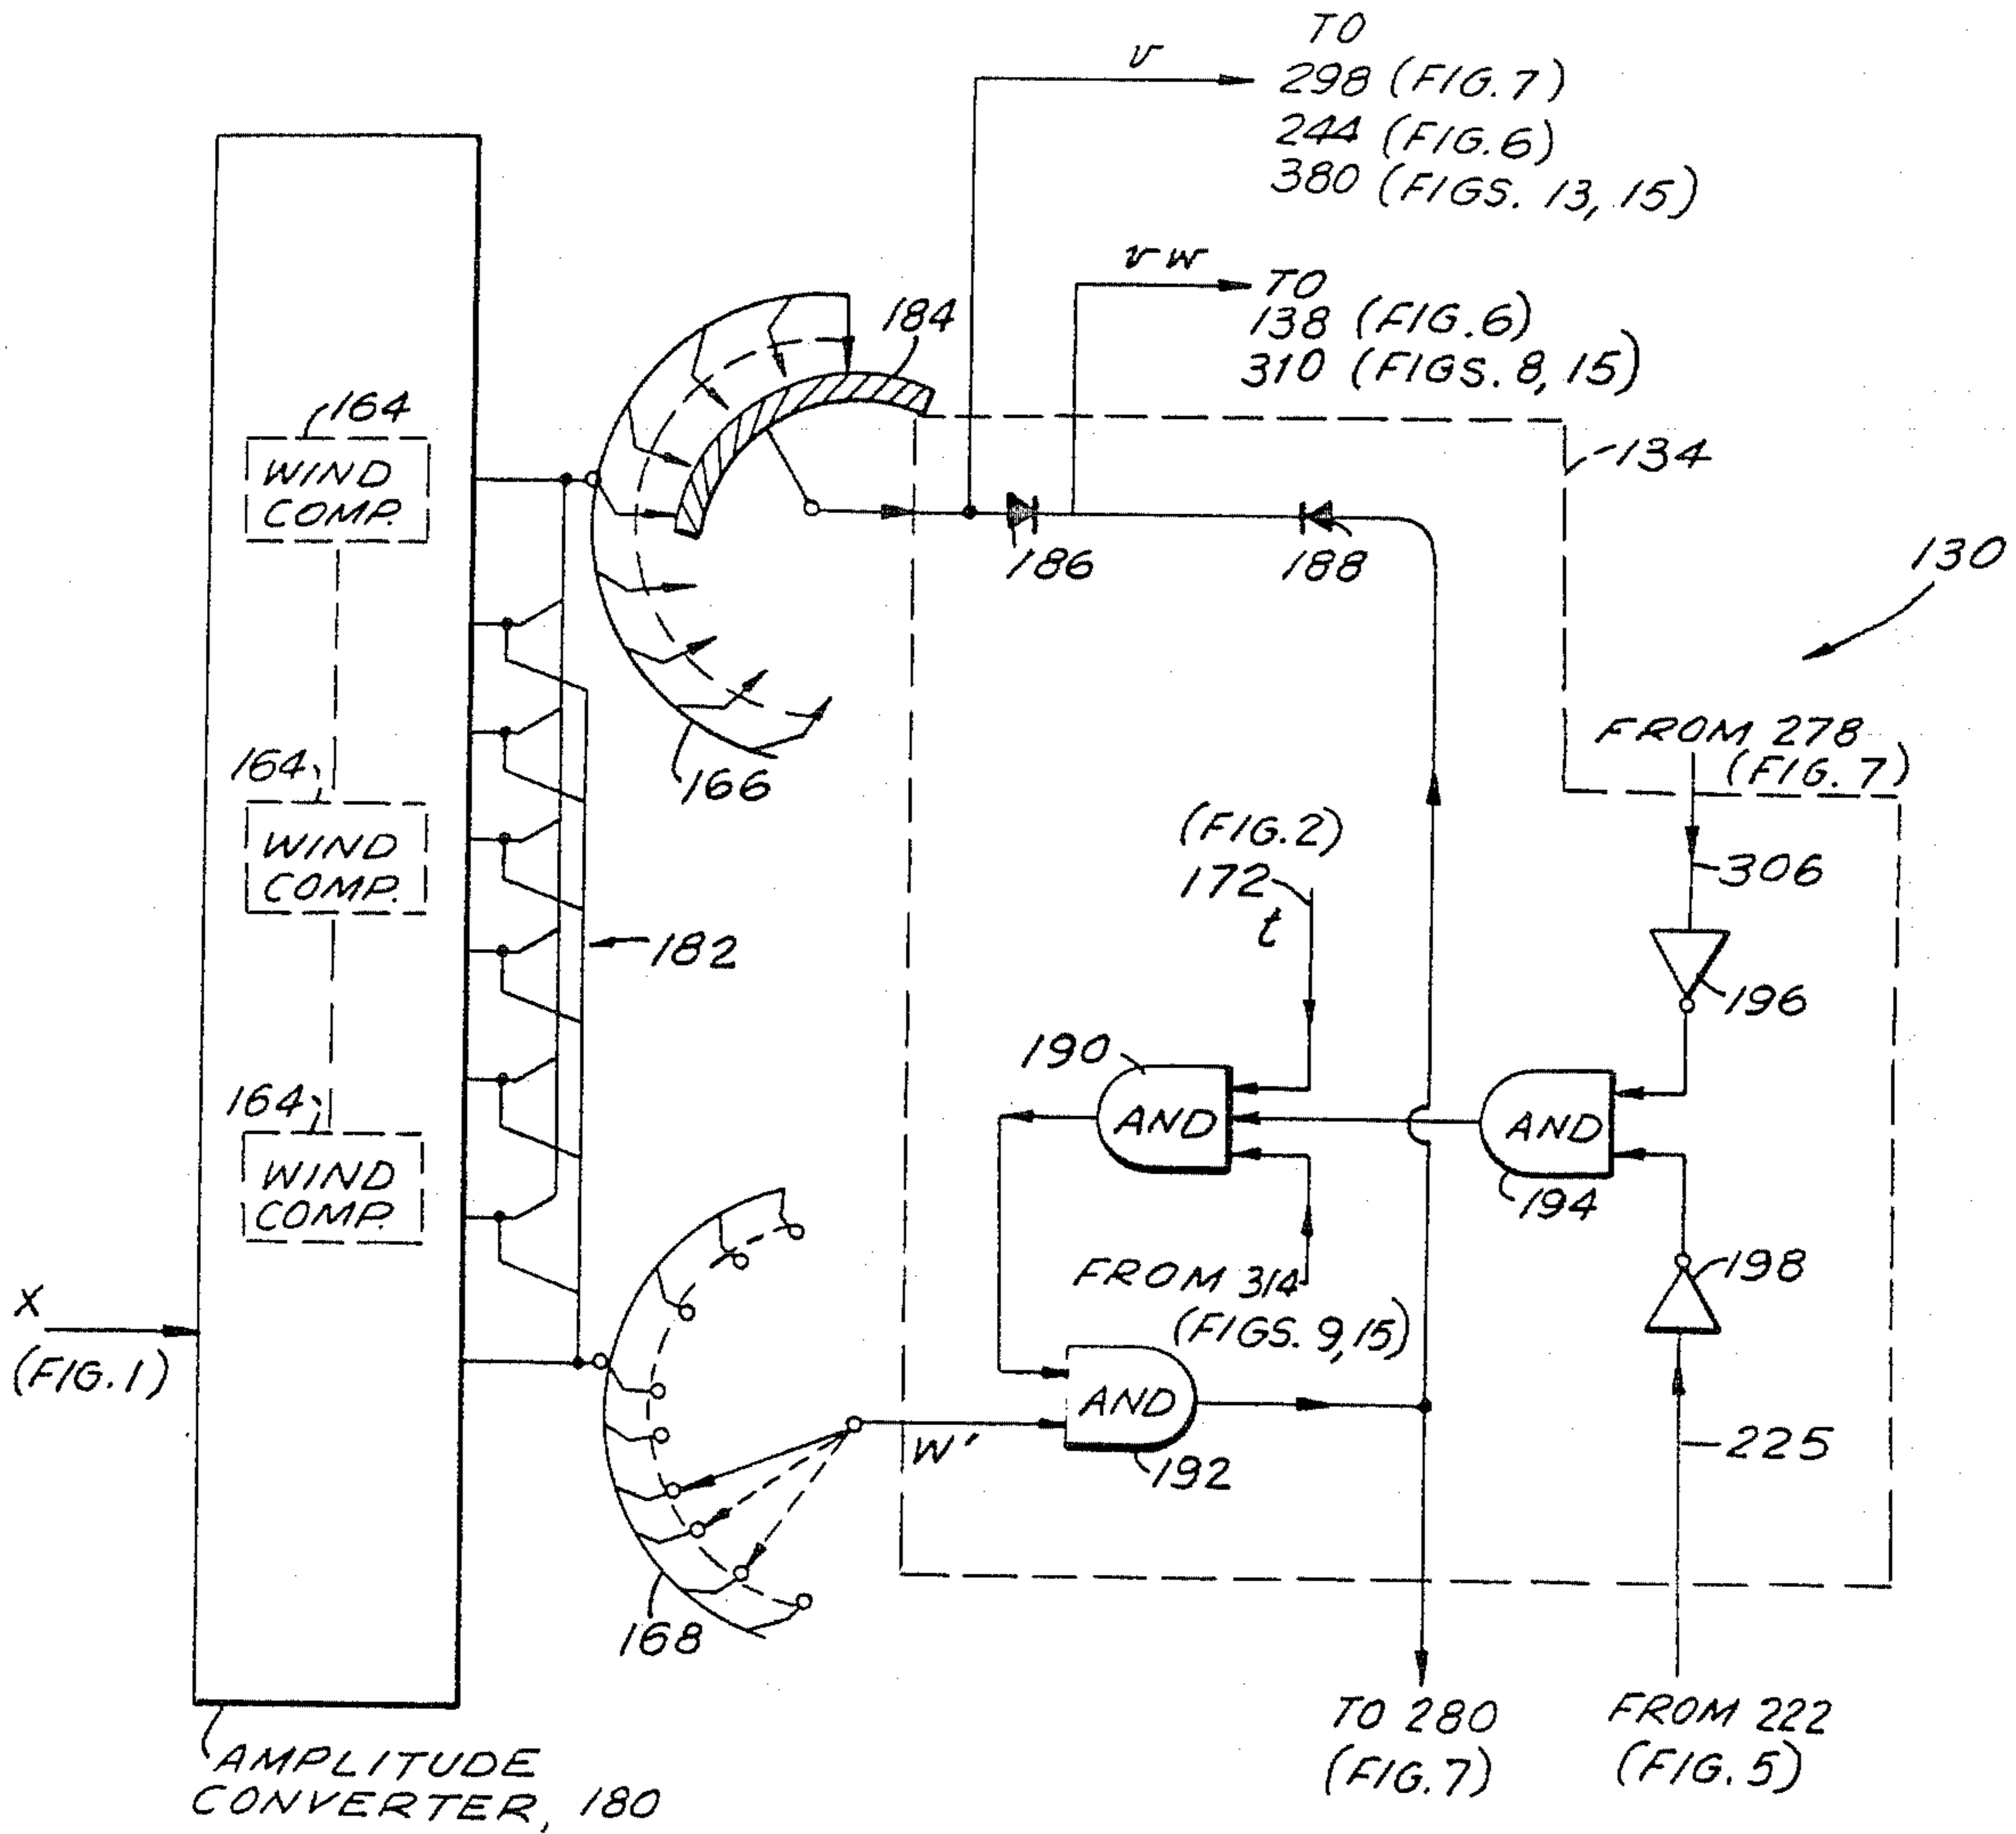 TO
v
298 (FIG. 7)
244 (FIG. 6)
380 (FIGS. 13, 15)
vw
TO
138 (FIG. 6)
310 (FIGS. 8, 15)
184
134
164
WIND
COMP.
186
188
130
FROM 278
(FIG. 7)
166
164
WIND
COMP.
(FIG. 2)
172
t
306
182
196
190
AND
AND
194
164
WIND
COMP.
FROM 314
(FIGS. 9, 15)
198
X
(FIG. 1)
AND
W'
192
225
168
TO 280
(FIG. 7)
FROM 222
(FIG. 5)
AMPLITUDE
CONVERTER, 180